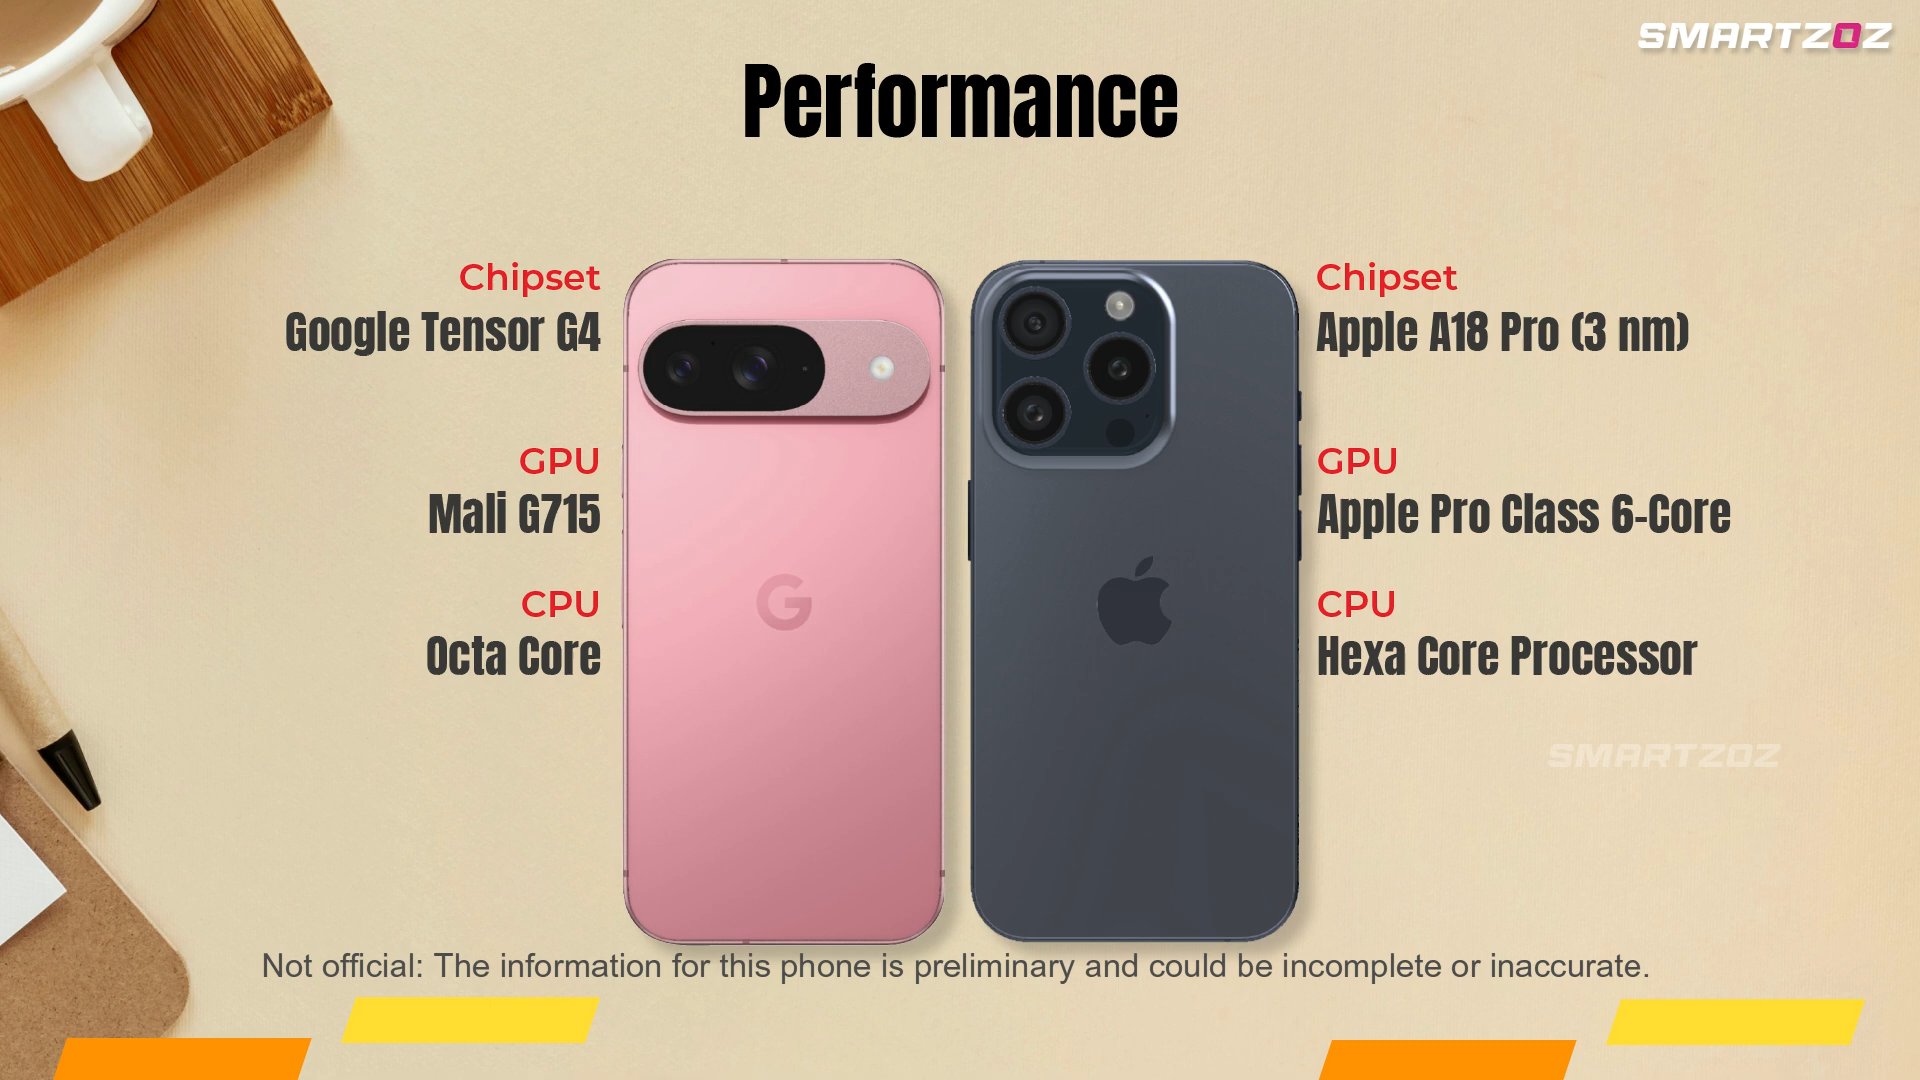 SMARTZOZ
Performance
Chipset
Google Tensor G4
GPU
Mali G715
CPU
Octa Core
Chipset
Apple A18 Pro (3 nm)
GPU
Apple Pro Class 6-Core
CPU
Hexa Core Processor
G
SMARTZOZ
Not official: The information for this phone is preliminary and could be incomplete or inaccurate.